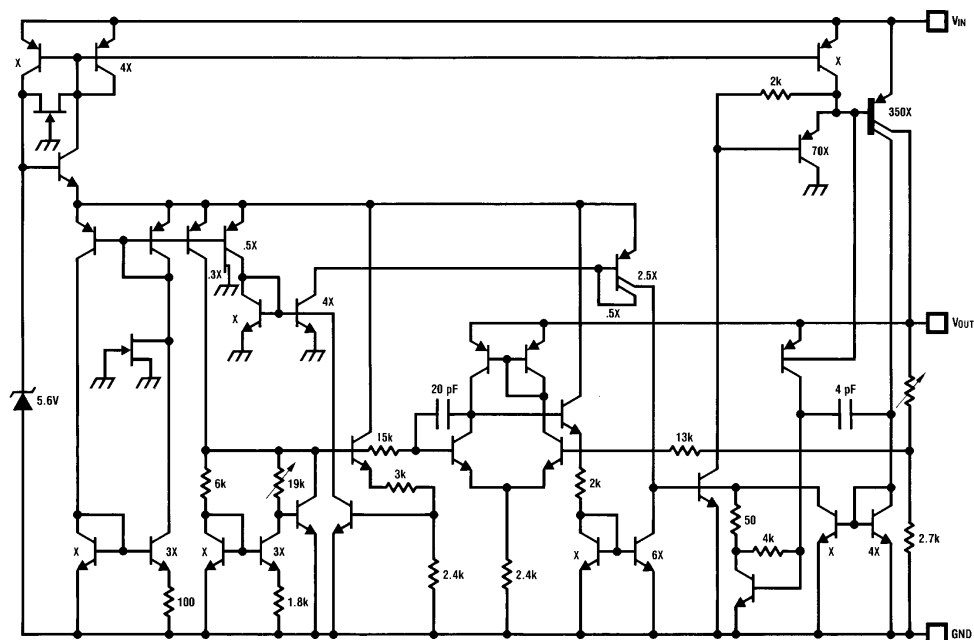 V_IN
X
4X
X
2k
350X
70X
.5X
.3X
2.5X
4X
X
.5X
V_OUT
5.6V
20 pF
4 pF
15k
13k
6k
19k
3k
2k
50
4k
2.7k
X
3X
X
3X
2.4k
2.4k
X
6X
X
4X
100
1.8k
GND